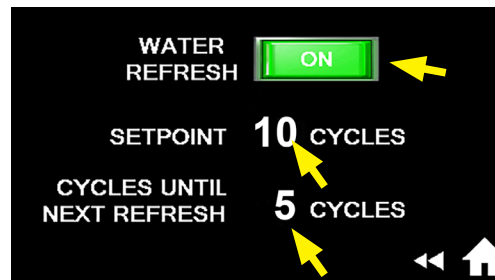 WATER
REFRESH
ON
SETPOINT 10 CYCLES
CYCLES UNTIL
NEXT REFRESH 5 CYCLES